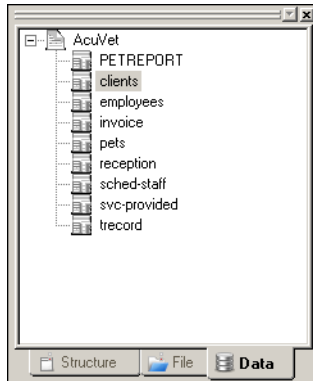 AcuVet
PETREPORT
clients
employees
invoice
pets
reception
sched-staff
svc-provided
trecord
Structure File Data